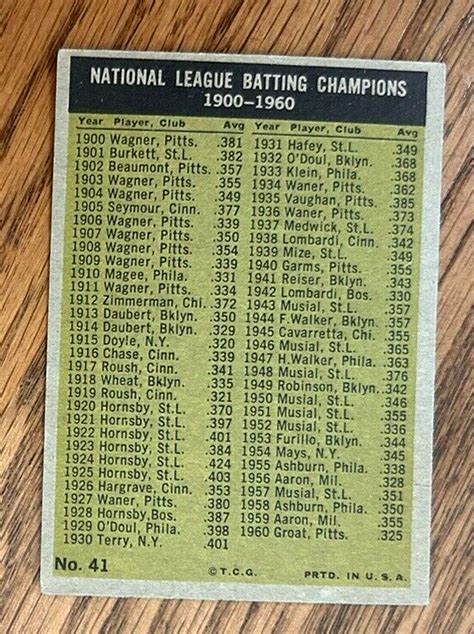 NATIONAL LEAGUE BATTING CHAMPIONS
1900-1960
Year Player, Club Avg
1900 Wagner, Pitts. .381
1901 Burkett, St.L. .382
1902 Beaumont, Pitts. .357
1903 Wagner, Pitts. .355
1904 Wagner, Pitts. .349
1905 Seymour, Cinn. .377
1906 Wagner, Pitts. .339
1907 Wagner, Pitts. .350
1908 Wagner, Pitts. .354
1909 Wagner, Pitts. .339
1910 Magee, Phila. .331
1911 Wagner, Pitts. .334
1912 Zimmerman, Chi. .372
1913 Daubert, Bklyn. .350
1914 Daubert, Bklyn. .329
1915 Doyle, N.Y. .320
1916 Chase, Cinn. .339
1917 Roush, Cinn. .341
1918 Wheat, Bklyn. .335
1919 Roush, Cinn. .321
1920 Hornsby, St.L. .370
1921 Hornsby, St.L. .397
1922 Hornsby, St.L. .401
1923 Hornsby, St.L. .384
1924 Hornsby, St.L. .424
1925 Hornsby, St.L. .403
1926 Hargrave, Cinn. .353
1927 Waner, Pitts. .380
1928 Hornsby, Bos. .387
1929 O'Doul, Phila. .398
1930 Terry, N.Y. .401
Year Player, Club Avg
1931 Hafey, St.L. .349
1932 O'Doul, Bklyn. .368
1933 Klein, Phila. .368
1934 Waner, Pitts. .362
1935 Vaughan, Pitts. .385
1936 Waner, Pitts. .373
1937 Medwick, St.L. .374
1938 Lombardi, Cinn. .342
1939 Mize, St.L. .349
1940 Garms, Pitts. .355
1941 Reiser, Bklyn. .343
1942 Lombardi, Bos. .330
1943 Musial, St.L. .357
1944 F.Walker, Bklyn. .357
1945 Cavarretta, Chi. .355
1946 Musial, St.L. .365
1947 H.Walker, Phila. .363
1948 Musial, St.L. .376
1949 Robinson, Bklyn. .342
1950 Musial, St.L. .346
1951 Musial, St.L. .355
1952 Musial, St.L. .336
1953 Furillo, Bklyn. .344
1954 Mays, N.Y. .345
1955 Ashburn, Phila. .338
1956 Aaron, Mil. .328
1957 Musial, St.L. .351
1958 Ashburn, Phila. .350
1959 Aaron, Mil. .355
1960 Groat, Pitts. .325
No. 41
© T.C.G.
PRTD. IN U.S.A.